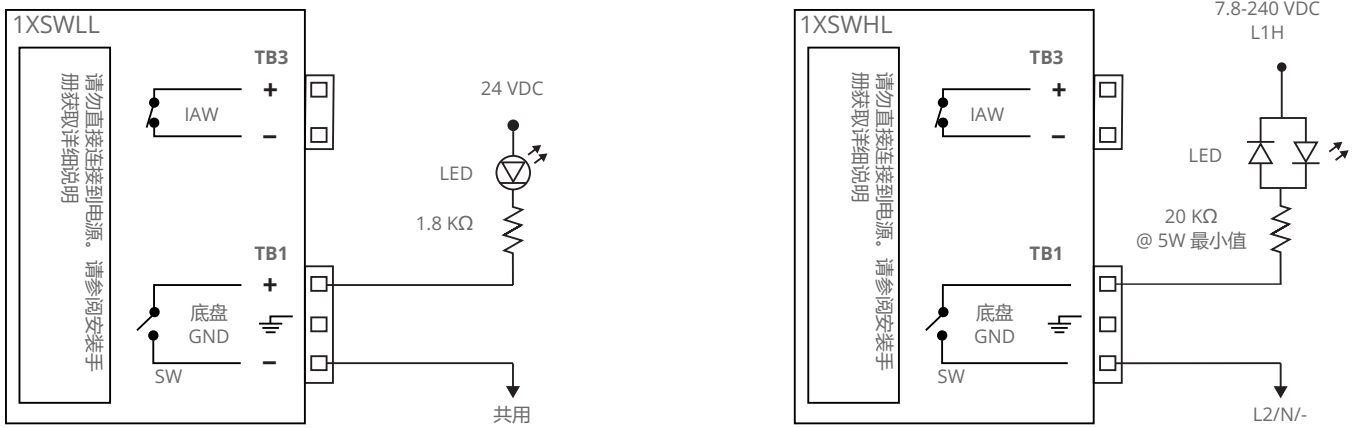 1XSWLL
TB3
+
IAW
−
请勿直接连接到电源。请参阅安装手
册获取详细说明
24 VDC
LED
1.8 KΩ
TB1
+
底盘
GND
−
SW
共用
1XSWHL
TB3
+
IAW
−
请勿直接连接到电源。请参阅安装手
册获取详细说明
7.8-240 VDC
L1H
LED
20 KΩ
@ 5W 最小值
TB1
底盘
GND
SW
L2/N/-